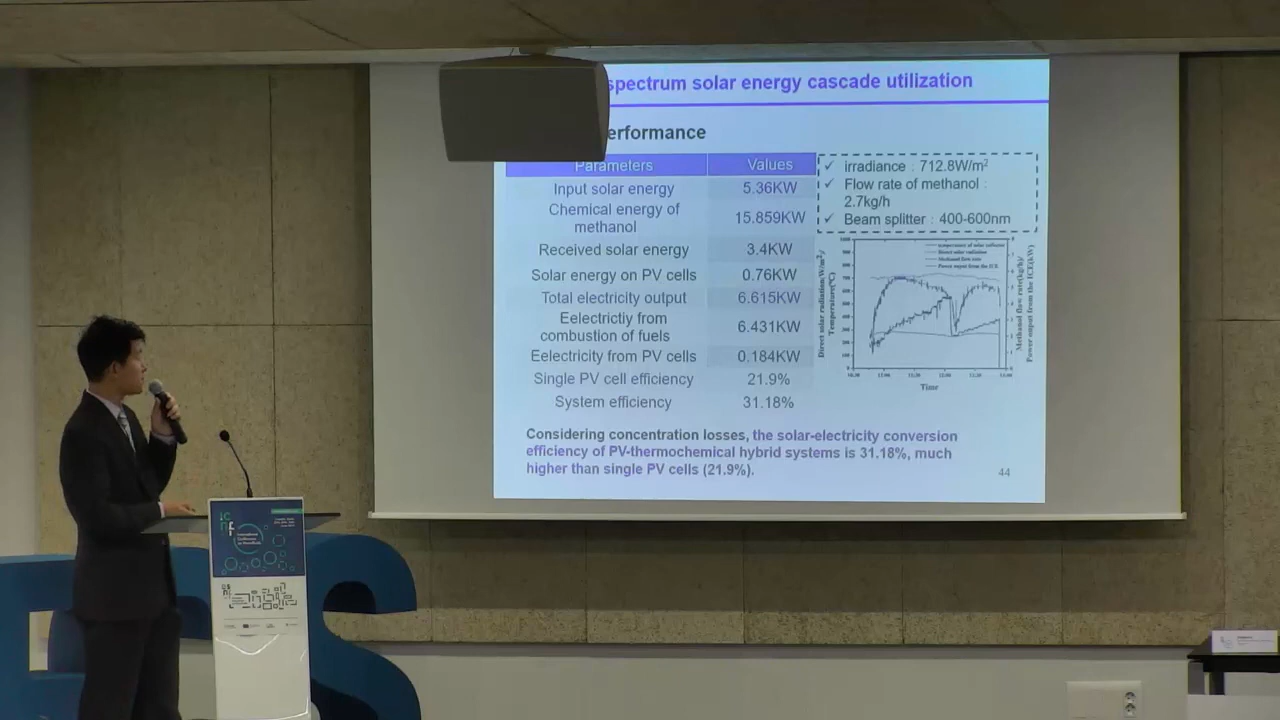 spectrum solar energy cascade utilization
erformance
Parameters Values
Input solar energy 5.36KW
Chemical energy of
methanol 15.859KW
Received solar energy 3.4KW
Solar energy on PV cells 0.76KW
Total electricity output 6.615KW
Eelectrictiy from
combustion of fuels 6.431KW
Eelectricity from PV cells 0.184KW
Single PV cell efficiency 21.9%
System efficiency 31.18%
✓ irradiance : 712.8W/m²
✓ Flow rate of methanol :
2.7kg/h
✓ Beam splitter : 400-600nm
Direct solar radiation(W/m²)/
Temperature(℃)
Time
Considering concentration losses, the solar-electricity conversion
efficiency of PV-thermochemical hybrid systems is 31.18%, much
higher than single PV cells (21.9%).
44